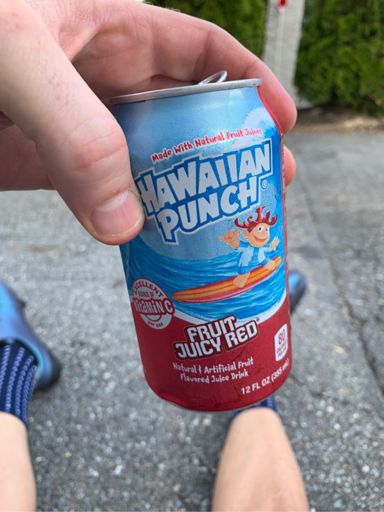 Made With Natural Fruit Juices
HAWAIIAN
PUNCH®
EXCELLENT
SOURCE OF
VITAMIN C
FRUIT
JUICY RED®
Natural & Artificial Fruit
Flavored Juice Drink
80
12 FL OZ (355 mL)